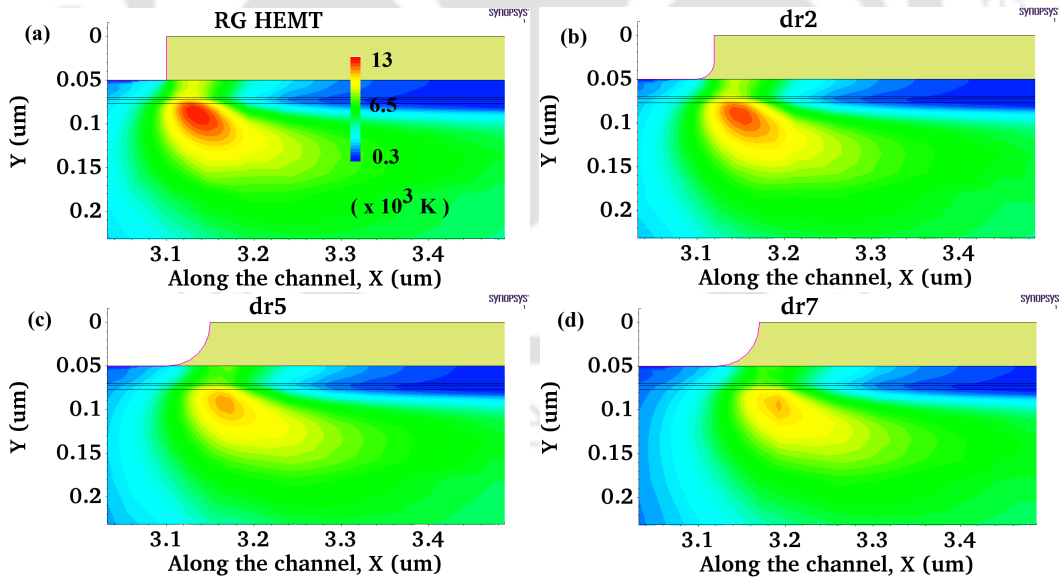 (a)
RG HEMT
SYNOPSYS
1
0
0.05
0.1
0.15
0.2
Y (um)
13
6.5
0.3
( x 10³ K )
3.1 3.2 3.3 3.4
Along the channel, X (um)
(b)
dr2
SYNOPSYS
1
0
0.05
0.1
0.15
0.2
Y (um)
3.1 3.2 3.3 3.4
Along the channel, X (um)
(c)
dr5
SYNOPSYS
1
0
0.05
0.1
0.15
0.2
Y (um)
3.1 3.2 3.3 3.4
Along the channel, X (um)
(d)
dr7
SYNOPSYS
1
0
0.05
0.1
0.15
0.2
Y (um)
3.1 3.2 3.3 3.4
Along the channel, X (um)